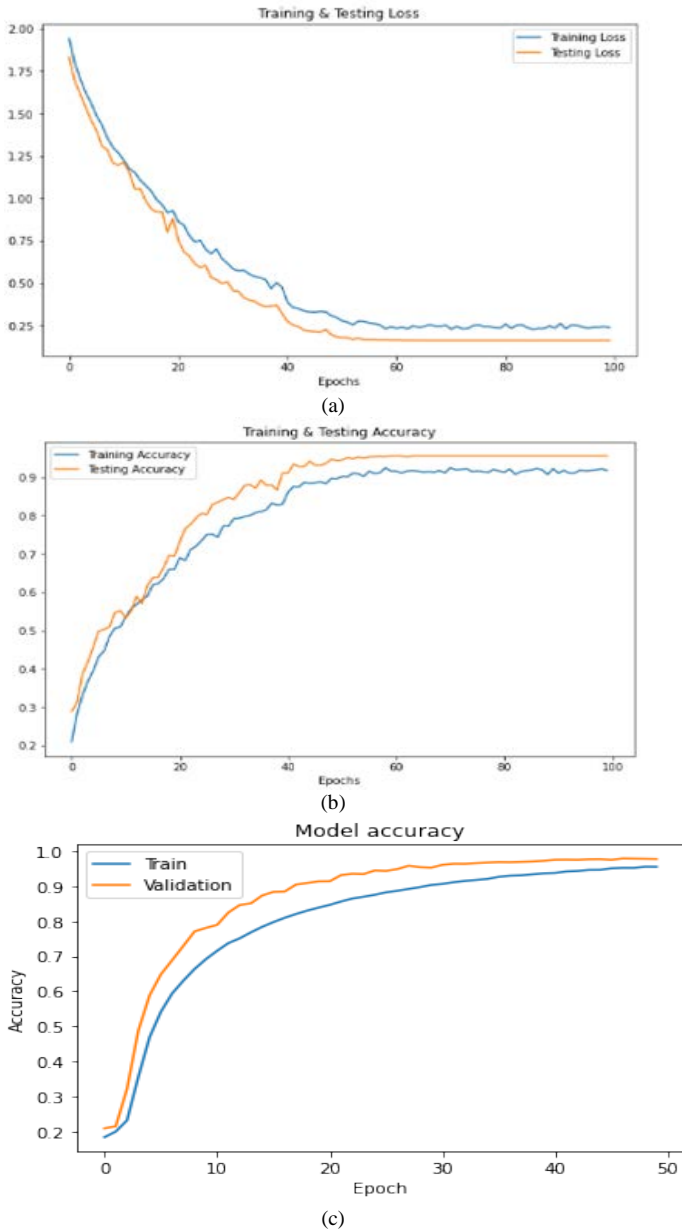 Training & Testing Loss
2.00
1.75
1.50
1.25
1.00
0.75
0.50
0.25
Training Loss
Testing Loss
0 20 40 60 80 100
Epochs
(a)
Training & Testing Accuracy
Training Accuracy
Testing Accuracy
0.9
0.8
0.7
0.6
0.5
0.4
0.3
0.2
0 20 40 60 80 100
Epochs
(b)
Model accuracy
Train
Validation
1.0
0.9
0.8
0.7
0.6
0.5
0.4
0.3
0.2
Accuracy
0 10 20 30 40 50
Epoch
(c)